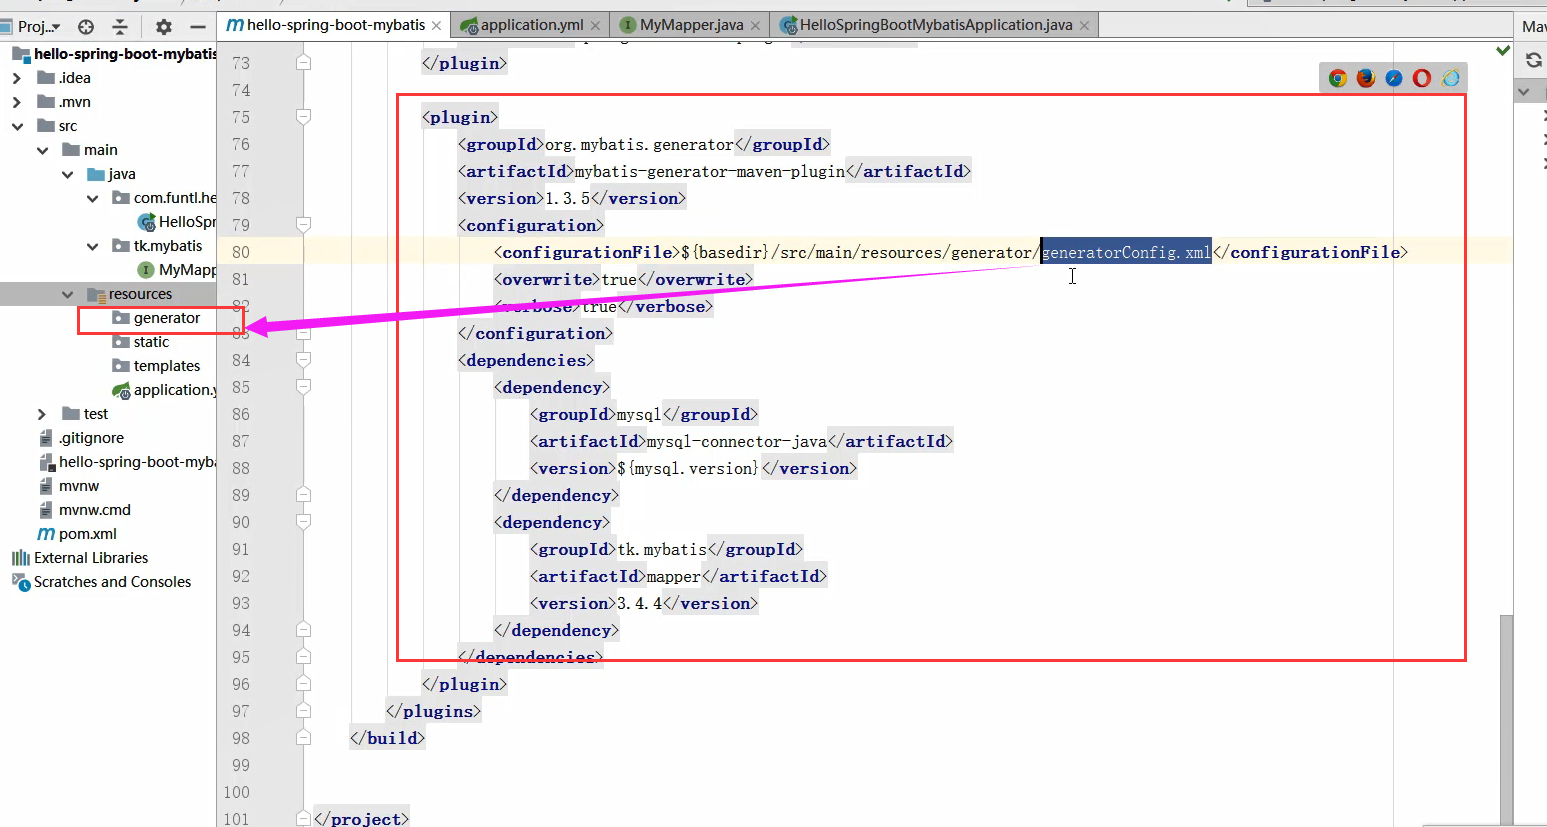 Proj...
hello-spring-boot-mybatis
application.yml
MyMapper.java
HelloSpringBootMybatisApplication.java
hello-spring-boot-mybatis
.idea
.mvn
src
main
java
com.funtl.he
HelloSpr
tk.mybatis
MyMapp
resources
generator
static
templates
application.y
test
.gitignore
hello-spring-boot-myba
mvnw
mvnw.cmd
pom.xml
External Libraries
Scratches and Consoles
73 </plugin>
74
75 <plugin>
76 <groupId>org.mybatis.generator</groupId>
77 <artifactId>mybatis-generator-maven-plugin</artifactId>
78 <version>1.3.5</version>
79 <configuration>
80 <configurationFile>${basedir}/src/main/resources/generator/generatorConfig.xml</configurationFile>
81 <overwrite>true</overwrite>
82 <verbose>true</verbose>
83 </configuration>
84 <dependencies>
85 <dependency>
86 <groupId>mysql</groupId>
87 <artifactId>mysql-connector-java</artifactId>
88 <version>${mysql.version}</version>
89 </dependency>
90 <dependency>
91 <groupId>tk.mybatis</groupId>
92 <artifactId>mapper</artifactId>
93 <version>3.4.4</version>
94 </dependency>
95 </dependencies>
96 </plugin>
97 </plugins>
98 </build>
99
100
101 </project>
Mav